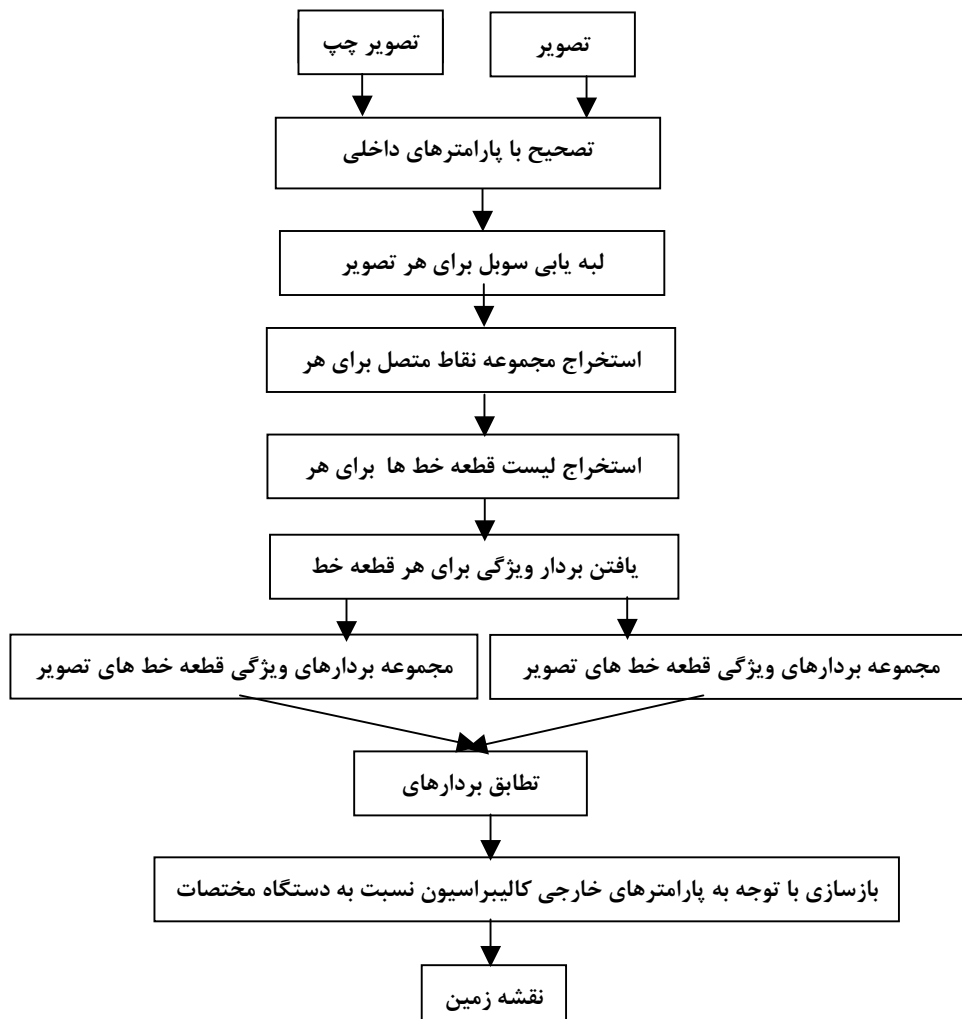 تصویر
تصویر چپ
تصحیح با پارامترهای داخلی
لبه یابی سوبل برای هر تصویر
استخراج مجموعه نقاط متصل برای هر
استخراج لیست قطعه خط ها برای هر
یافتن بردار ویژگی برای هر قطعه خط
مجموعه بردارهای ویژگی قطعه خط های تصویر
مجموعه بردارهای ویژگی قطعه خط های تصویر
تطابق بردارهای
بازسازی با توجه به پارامترهای خارجی کالیبراسیون نسبت به دستگاه مختصات
نقشه زمین